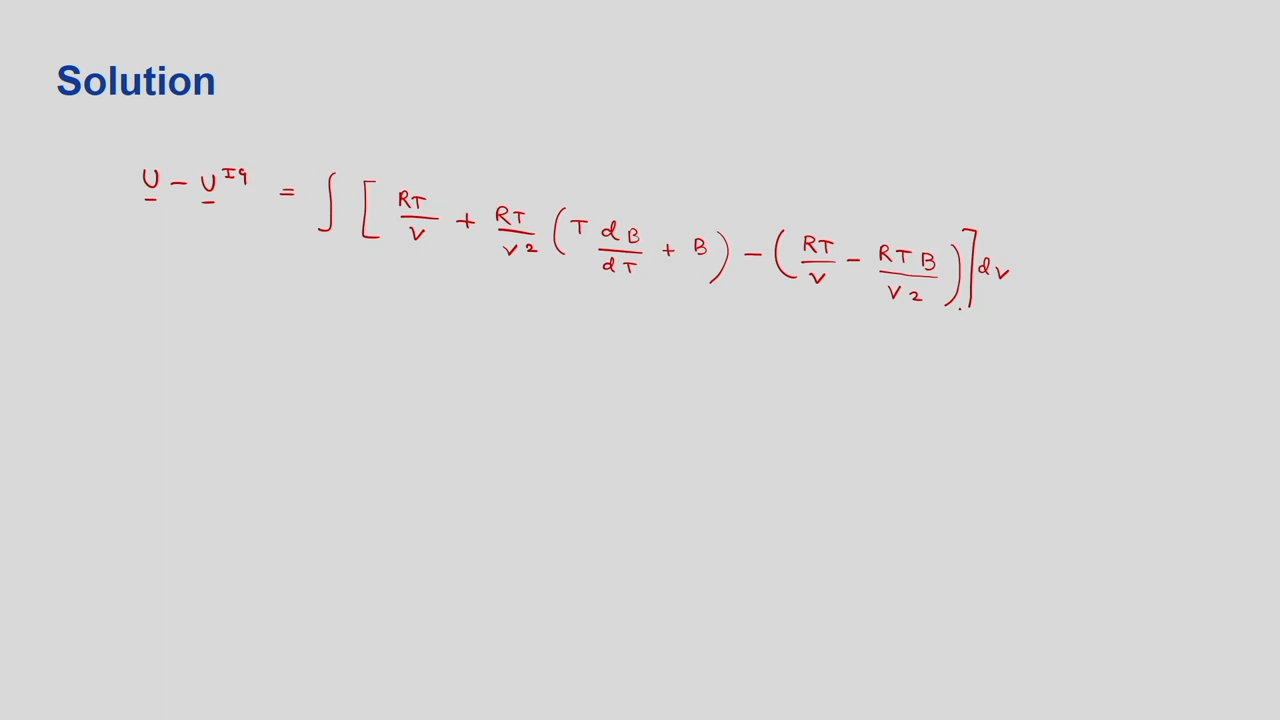 Solution
U - U^Ig = ∫ [ RT/V + RT/V2 ( T dB/dT + B ) - ( RT/V - RTB/V2 ) ] dV